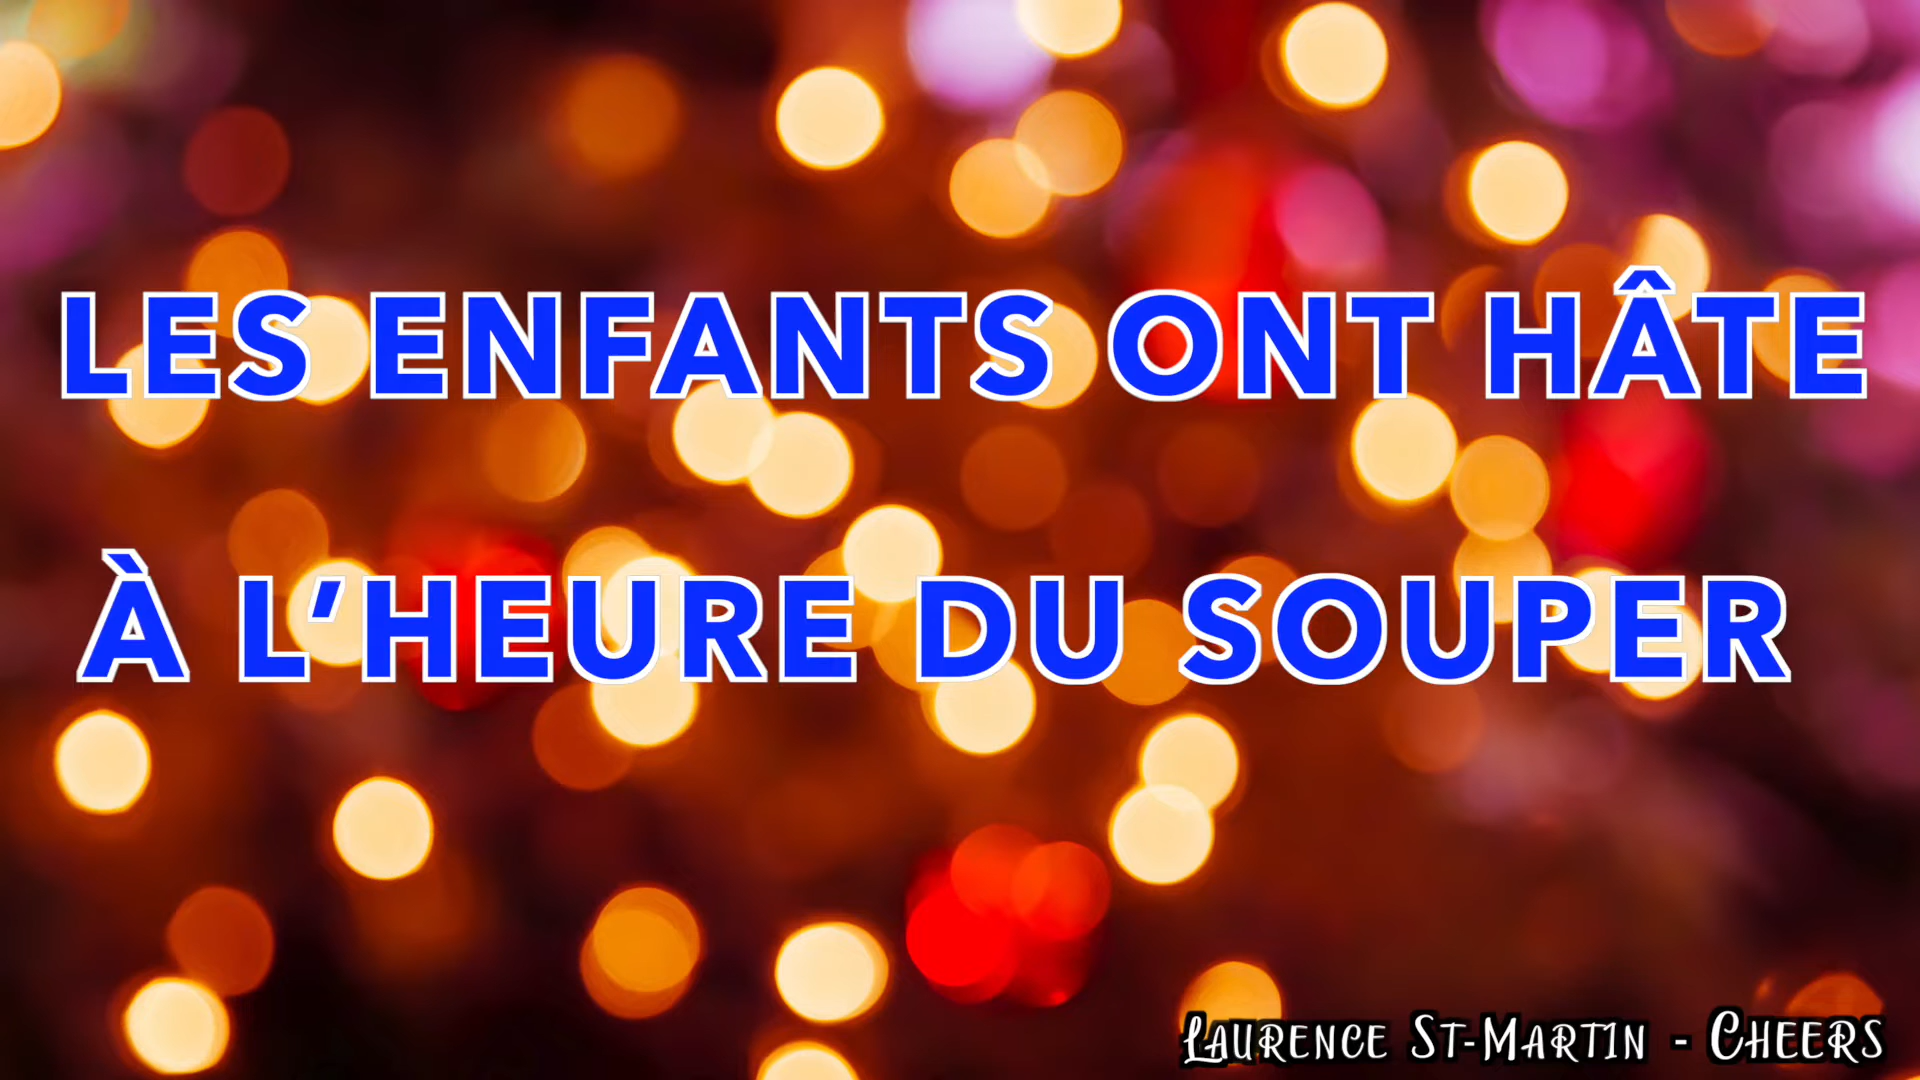 LES ENFANTS ONT HÂTE
À L’HEURE DU SOUPER
LAURENCE ST-MARTIN - CHEERS